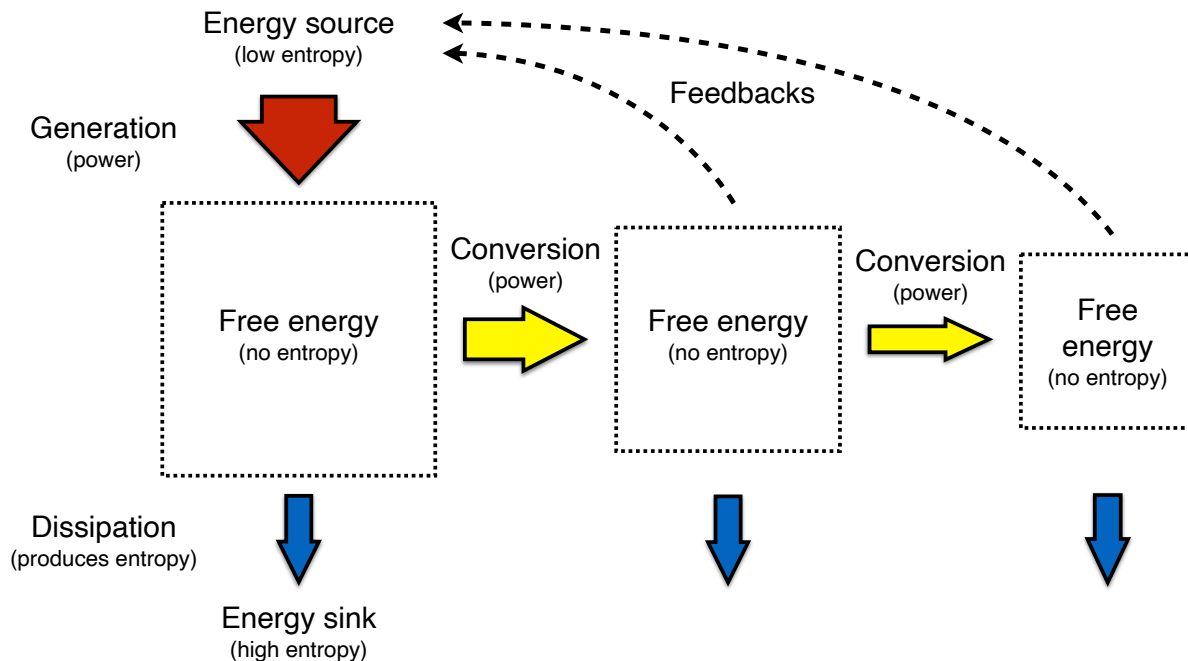 Energy source
(low entropy)
Feedbacks
Generation
(power)
Conversion
(power)
Conversion
(power)
Free energy
(no entropy)
Free energy
(no entropy)
Free
energy
(no entropy)
Dissipation
(produces entropy)
Energy sink
(high entropy)